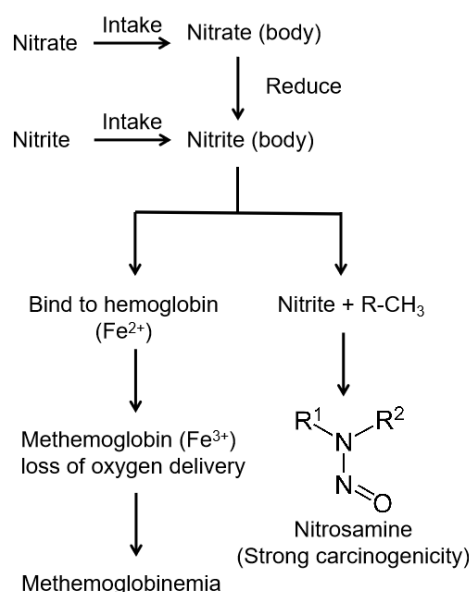 Nitrate
Intake
Nitrate (body)
Reduce
Nitrite
Intake
Nitrite (body)
Bind to hemoglobin
(Fe²⁺)
Nitrite + R-CH₃
Methemoglobin (Fe³⁺)
loss of oxygen delivery
R¹
R²
N
N
O
Nitrosamine
(Strong carcinogenicity)
Methemoglobinemia